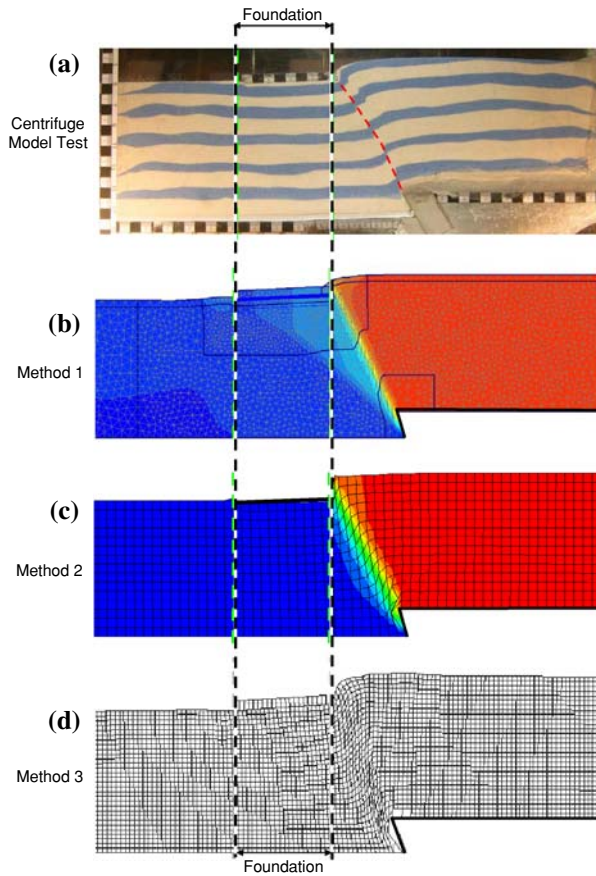 Foundation
(a)
Centrifuge
Model Test
(b)
Method 1
(c)
Method 2
(d)
Method 3
Foundation